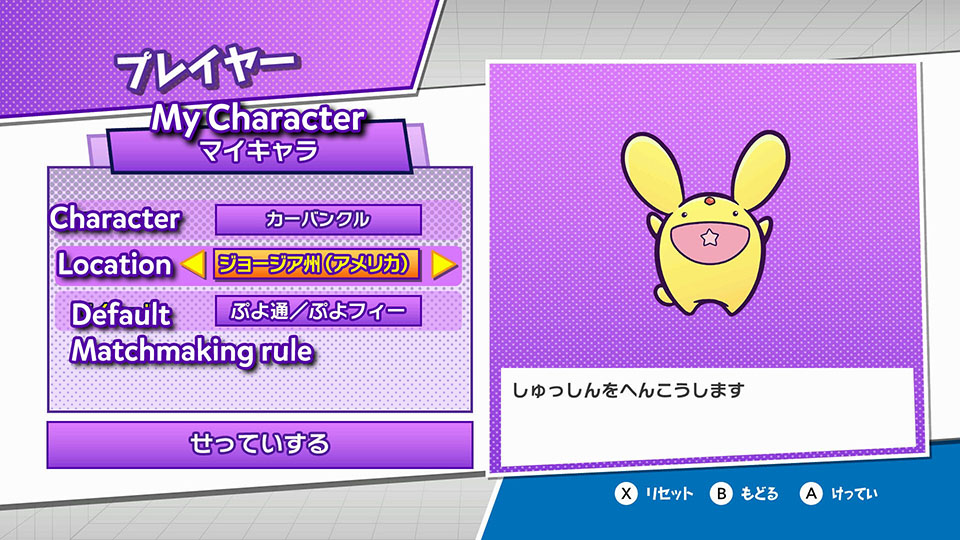 プレイヤー
My Character
マイキャラ
Character カーバンクル
Location ジョージア州(アメリカ)
Default ぷよ通/ぷよフィー
Matchmaking rule
せっていする
しゅっしんをへんこうします
X リセット B もどる A けってい